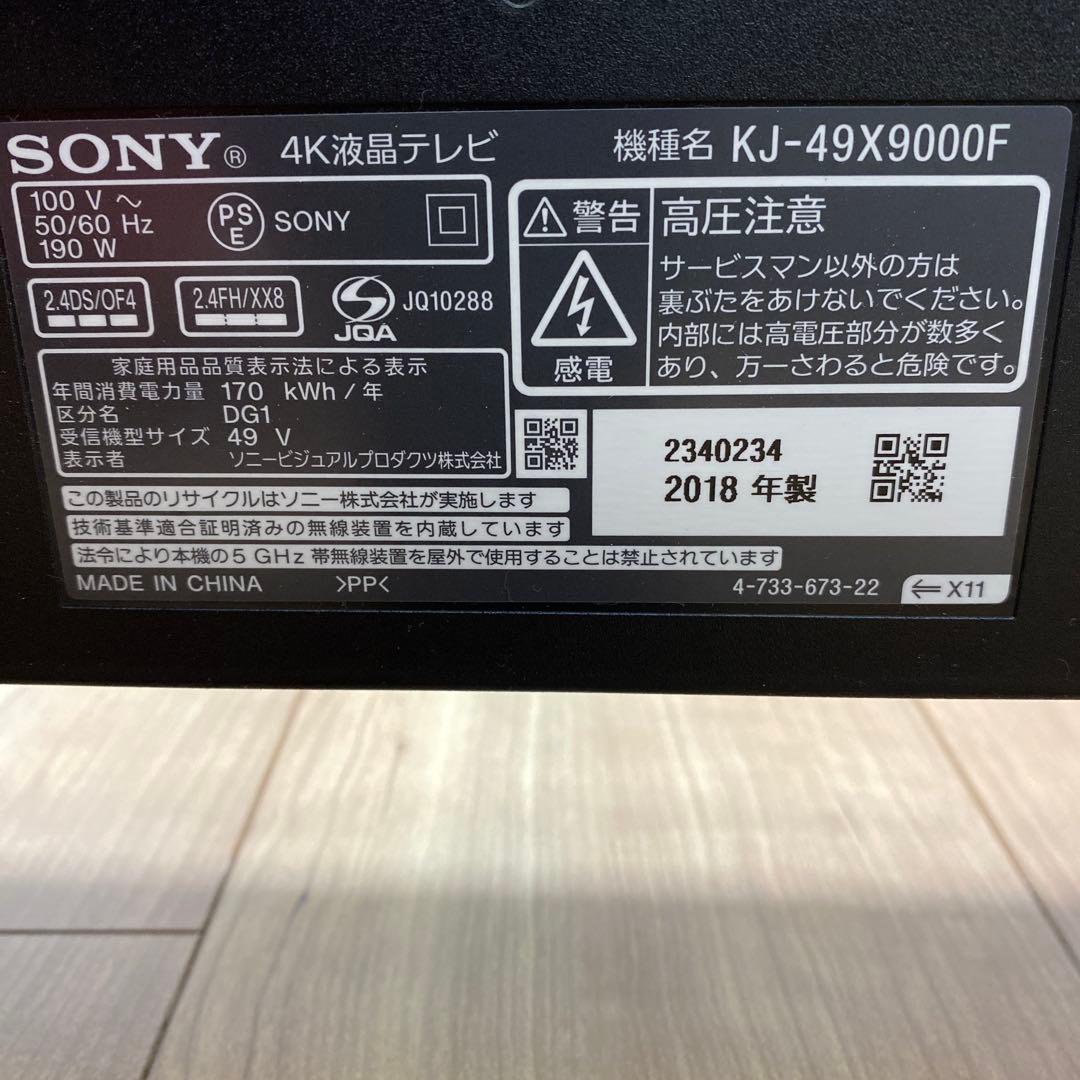 SONY® 4K液晶テレビ 機種名 KJ-49X9000F
100 V ～
50/60 Hz
190 W
PS
E
SONY
2.4DS/OF4
2.4FH/XX8
JQA
JQ10288
家庭用品品質表示法による表示
年間消費電力量 170 kWh / 年
区分名 DG1
受信機型サイズ 49 V
表示者 ソニービジュアルプロダクツ株式会社
警告
感電
高圧注意
サービスマン以外の方は
裏ぶたをあけないでください。
内部には高電圧部分が数多く
あり、万一さわると危険です。
2340234
2018 年製
この製品のリサイクルはソニー株式会社が実施します
技術基準適合証明済みの無線装置を内蔵しています
法令により本機の5 GHz 帯無線装置を屋外で使用することは禁止されています
MADE IN CHINA >PP< 4-733-673-22 ⇐ X11